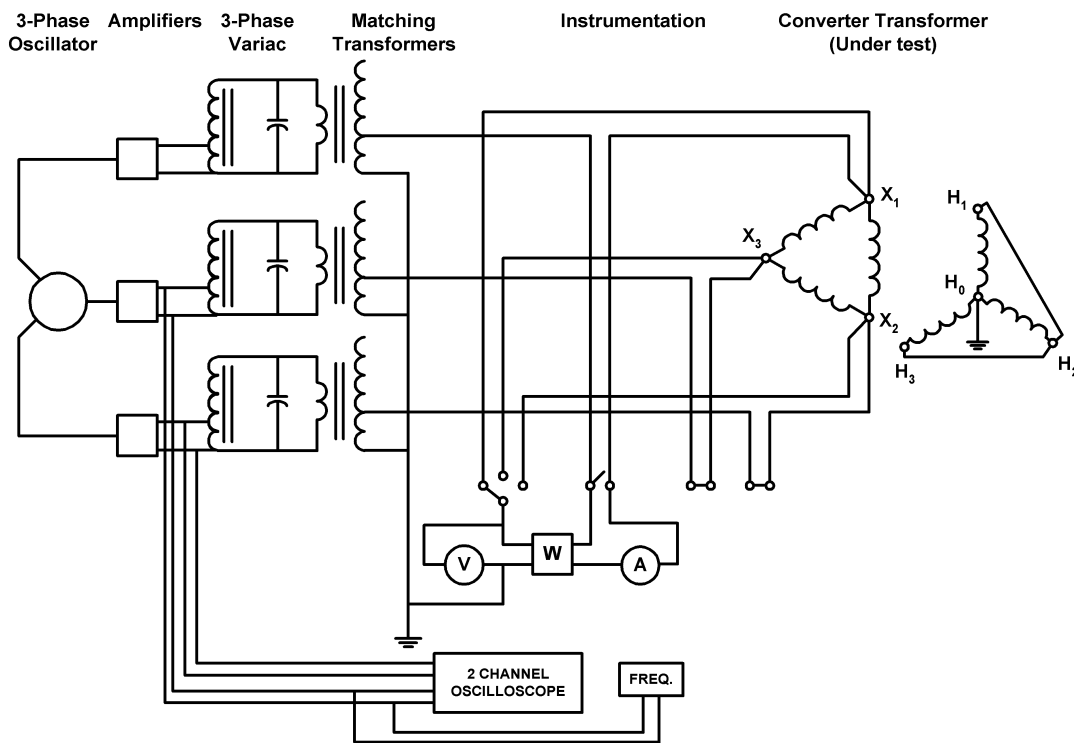 3-Phase
Oscillator
Amplifiers
3-Phase
Variac
Matching
Transformers
Instrumentation
Converter Transformer
(Under test)
X1
X3
X2
H1
H0
H3
H2
V
W
A
2 CHANNEL
OSCILLOSCOPE
FREQ.